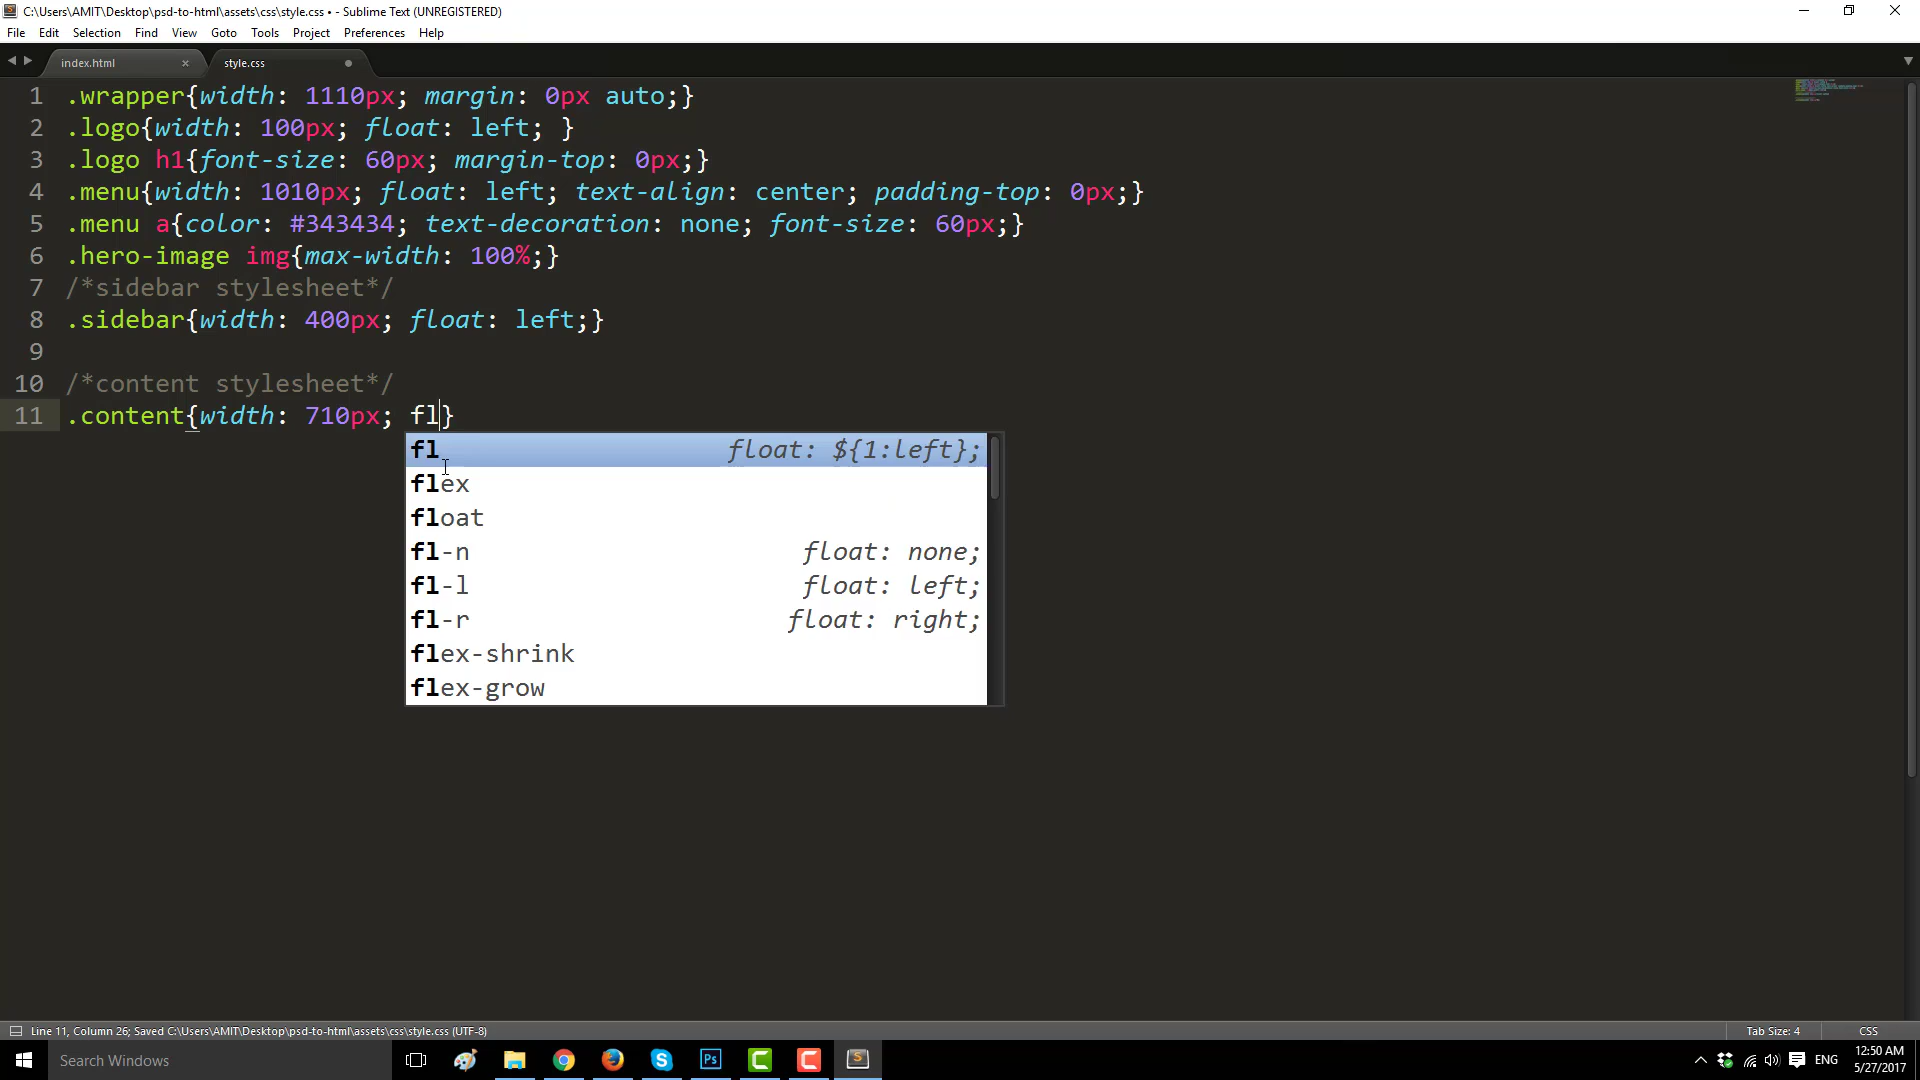 C:\Users\AMIT\Desktop\psd-to-html\assets\css\style.css • - Sublime Text (UNREGISTERED)
File Edit Selection Find View Goto Tools Project Preferences Help
index.html style.css
1 .wrapper{width: 1110px; margin: 0px auto;}
2 .logo{width: 100px; float: left; }
3 .logo h1{font-size: 60px; margin-top: 0px;}
4 .menu{width: 1010px; float: left; text-align: center; padding-top: 0px;}
5 .menu a{color: #343434; text-decoration: none; font-size: 60px;}
6 .hero-image img{max-width: 100%;}
7 /*sidebar stylesheet*/
8 .sidebar{width: 400px; float: left;}
9
10 /*content stylesheet*/
11 .content{width: 710px; fl}
fl float: ${1:left};
flex
float
fl-n float: none;
fl-l float: left;
fl-r float: right;
flex-shrink
flex-grow
Line 11, Column 26; Saved C:\Users\AMIT\Desktop\psd-to-html\assets\css\style.css (UTF-8) Tab Size: 4 CSS
Search Windows ENG 12:50 AM
5/27/2017